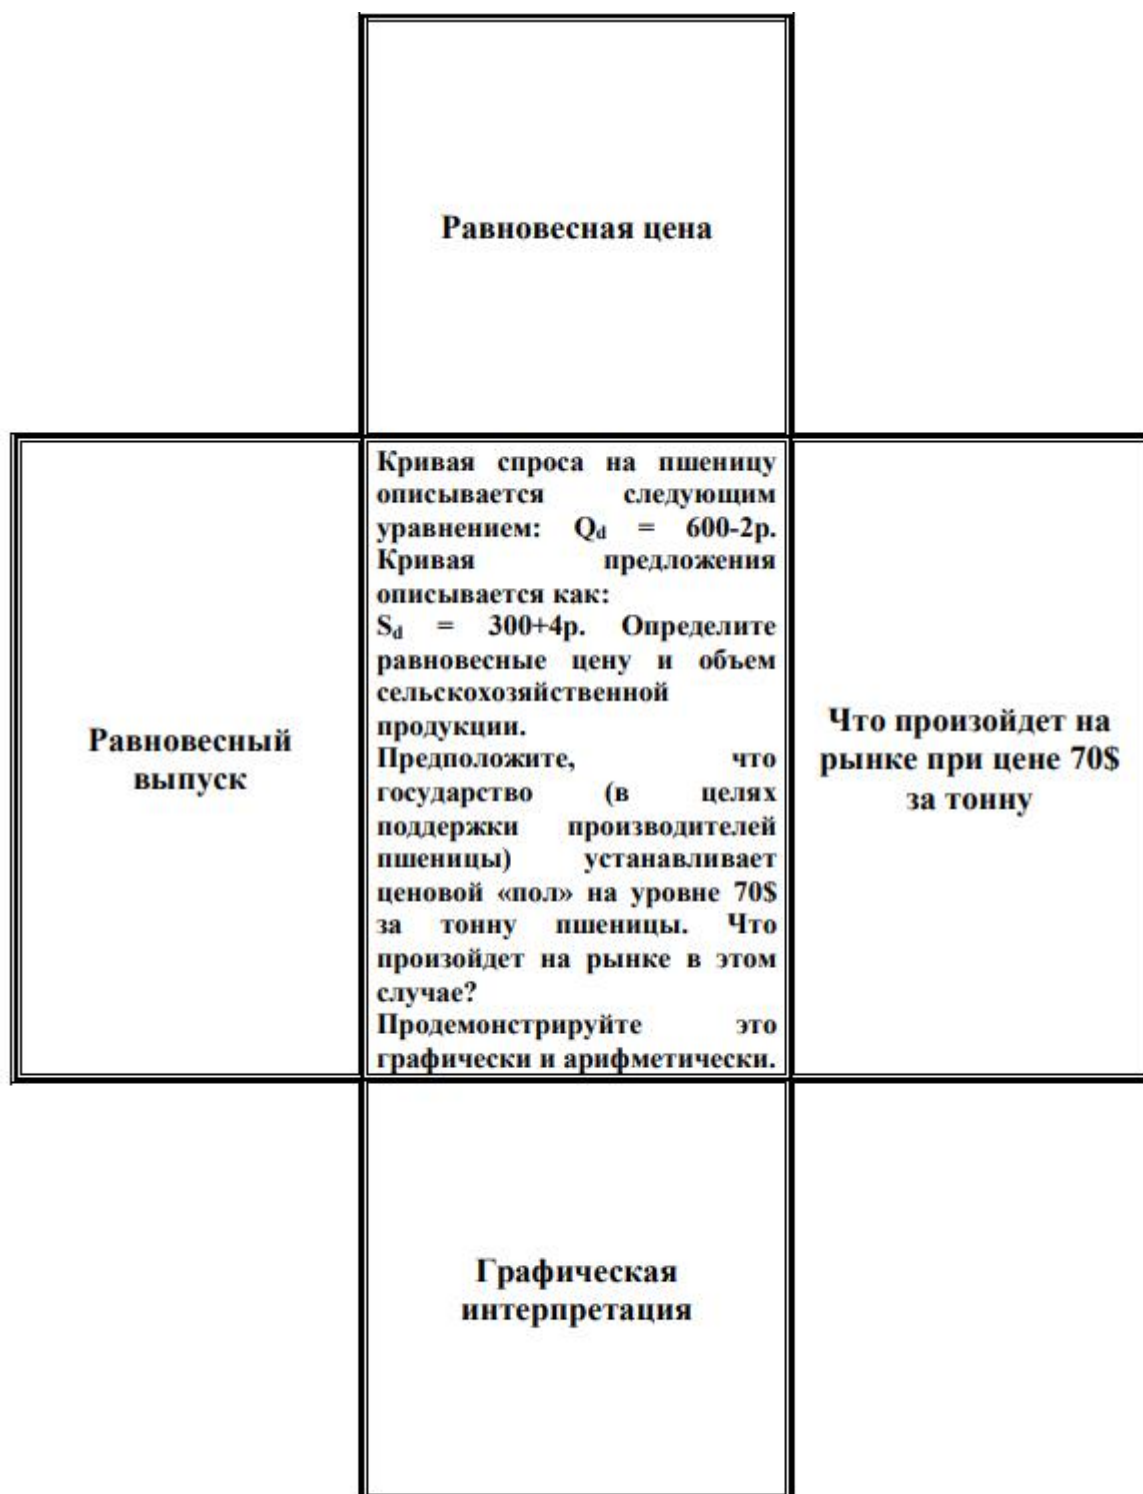 Равновесная цена
Равновесный
выпуск
Кривая спроса на пшеницу
описывается следующим
уравнением: Qd = 600-2p.
Кривая предложения
описывается как:
Sd = 300+4p. Определите
равновесные цену и объем
сельскохозяйственной
продукции.
Предположите, что
государство (в целях
поддержки производителей
пшеницы) устанавливает
ценовой «пол» на уровне 70$
за тонну пшеницы. Что
произойдет на рынке в этом
случае?
Продемонстрируйте это
графически и арифметически.
Что произойдет на
рынке при цене 70$
за тонну
Графическая
интерпретация